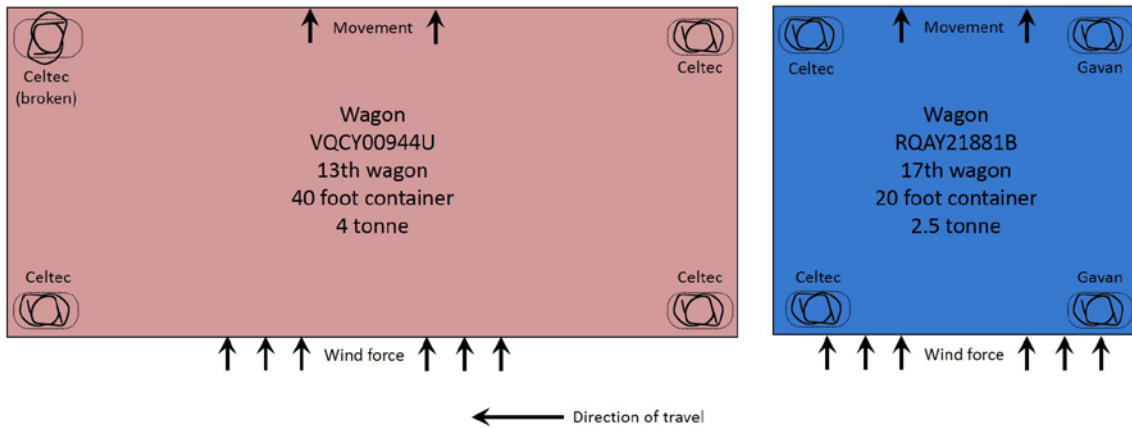 Movement
Celtec
(broken)
Celtec
Wagon
VQCY00944U
13th wagon
40 foot container
4 tonne
Celtec
Celtec
Wind force
Movement
Celtec
Gavan
Wagon
RQAY21881B
17th wagon
20 foot container
2.5 tonne
Celtec
Gavan
Wind force
Direction of travel